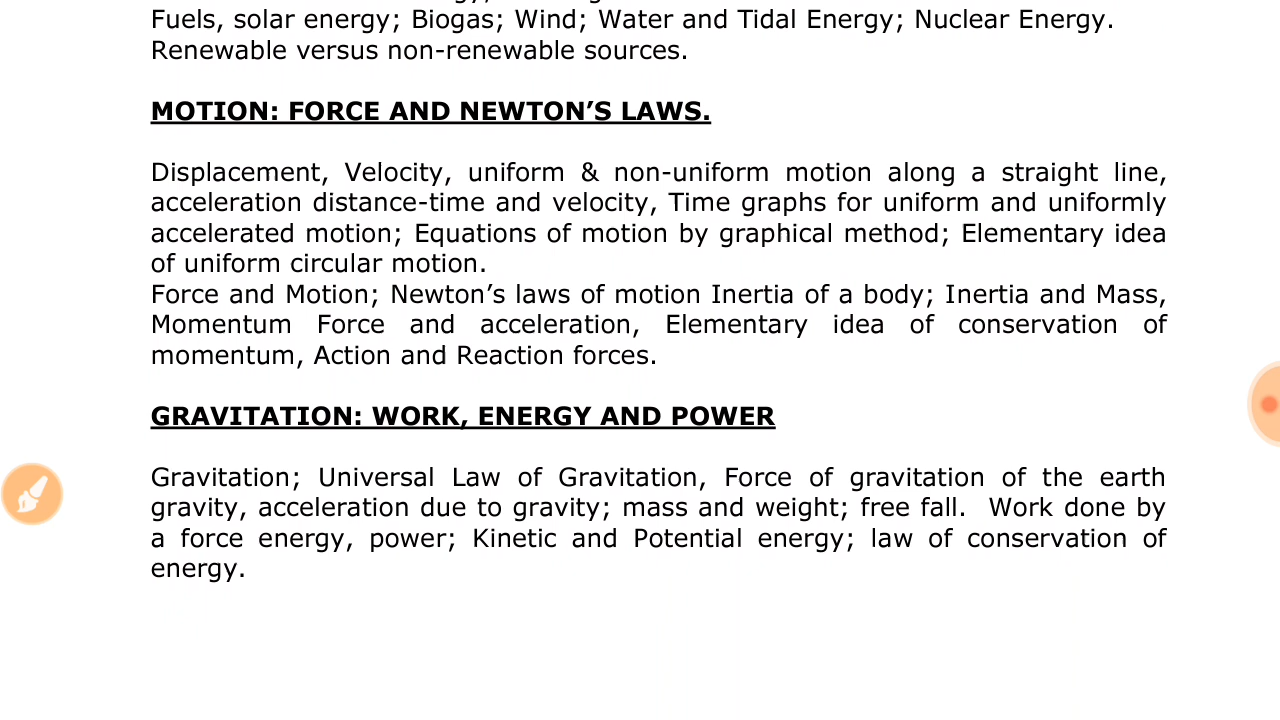 Fuels, solar energy; Biogas; Wind; Water and Tidal Energy; Nuclear Energy.
Renewable versus non-renewable sources.
MOTION: FORCE AND NEWTON’S LAWS.
Displacement, Velocity, uniform & non-uniform motion along a straight line,
acceleration distance-time and velocity, Time graphs for uniform and uniformly
accelerated motion; Equations of motion by graphical method; Elementary idea
of uniform circular motion.
Force and Motion; Newton’s laws of motion Inertia of a body; Inertia and Mass,
Momentum Force and acceleration, Elementary idea of conservation of
momentum, Action and Reaction forces.
GRAVITATION: WORK, ENERGY AND POWER
Gravitation; Universal Law of Gravitation, Force of gravitation of the earth
gravity, acceleration due to gravity; mass and weight; free fall. Work done by
a force energy, power; Kinetic and Potential energy; law of conservation of
energy.